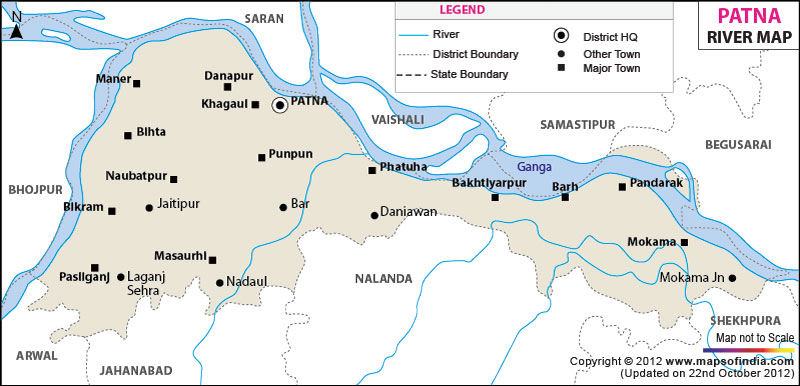 N
SARAN
LEGEND
River
District Boundary
State Boundary
District HQ
Other Town
Major Town
PATNA
RIVER MAP
Maner
Danapur
Khagaul
PATNA
VAISHALI
SAMASTIPUR
BEGUSARAI
Bihta
Punpun
Phatuha
Ganga
BHOJPUR
Naubatpur
Bakhtiyarpur
Barh
Pandarak
Bikram
Jaitipur
Bar
Daniawan
Mokama
Masaurhi
Pasliganj
Laganj
Sehra
Nadaul
NALANDA
Mokama Jn
SHEKHPURA
ARWAL
JAHANABAD
Map not to Scale
Copyright © 2012 www.mapsofindia.com
(Updated on 22nd October 2012)